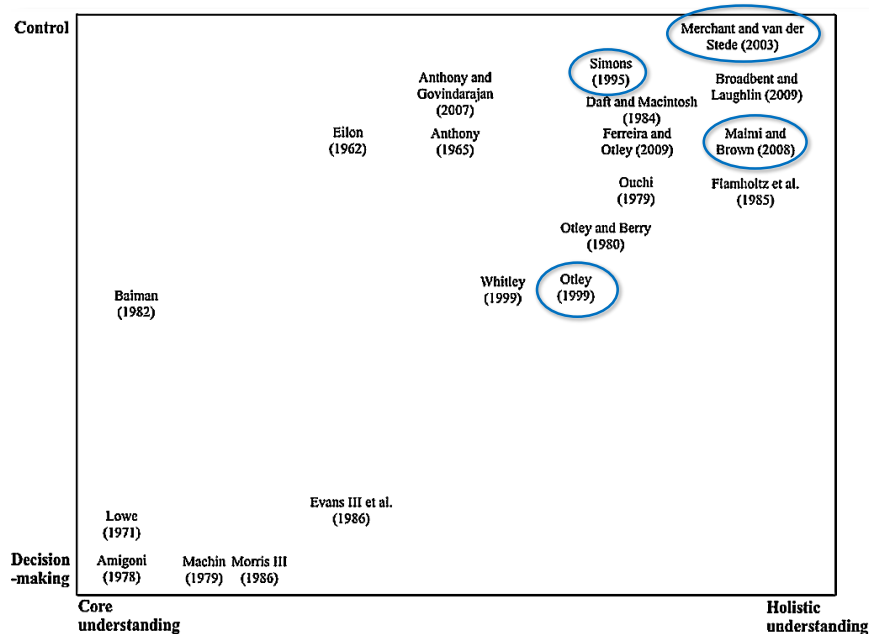 Control
Merchant and van der
Stede (2003)
Simons
(1995)
Anthony and
Govindarajan
(2007)
Broadbent and
Laughlin (2009)
Daft and Macintosh
(1984)
Eilon
(1962)
Anthony
(1965)
Ferreira and
Otley (2009)
Malmi and
Brown (2008)
Ouchi
(1979)
Flamholtz et al.
(1985)
Otley and Berry
(1980)
Whitley
(1999)
Otley
(1999)
Baiman
(1982)
Evans III et al.
(1986)
Lowe
(1971)
Decision
-making
Amigoni
(1978)
Machin
(1979)
Morris III
(1986)
Core
understanding
Holistic
understanding